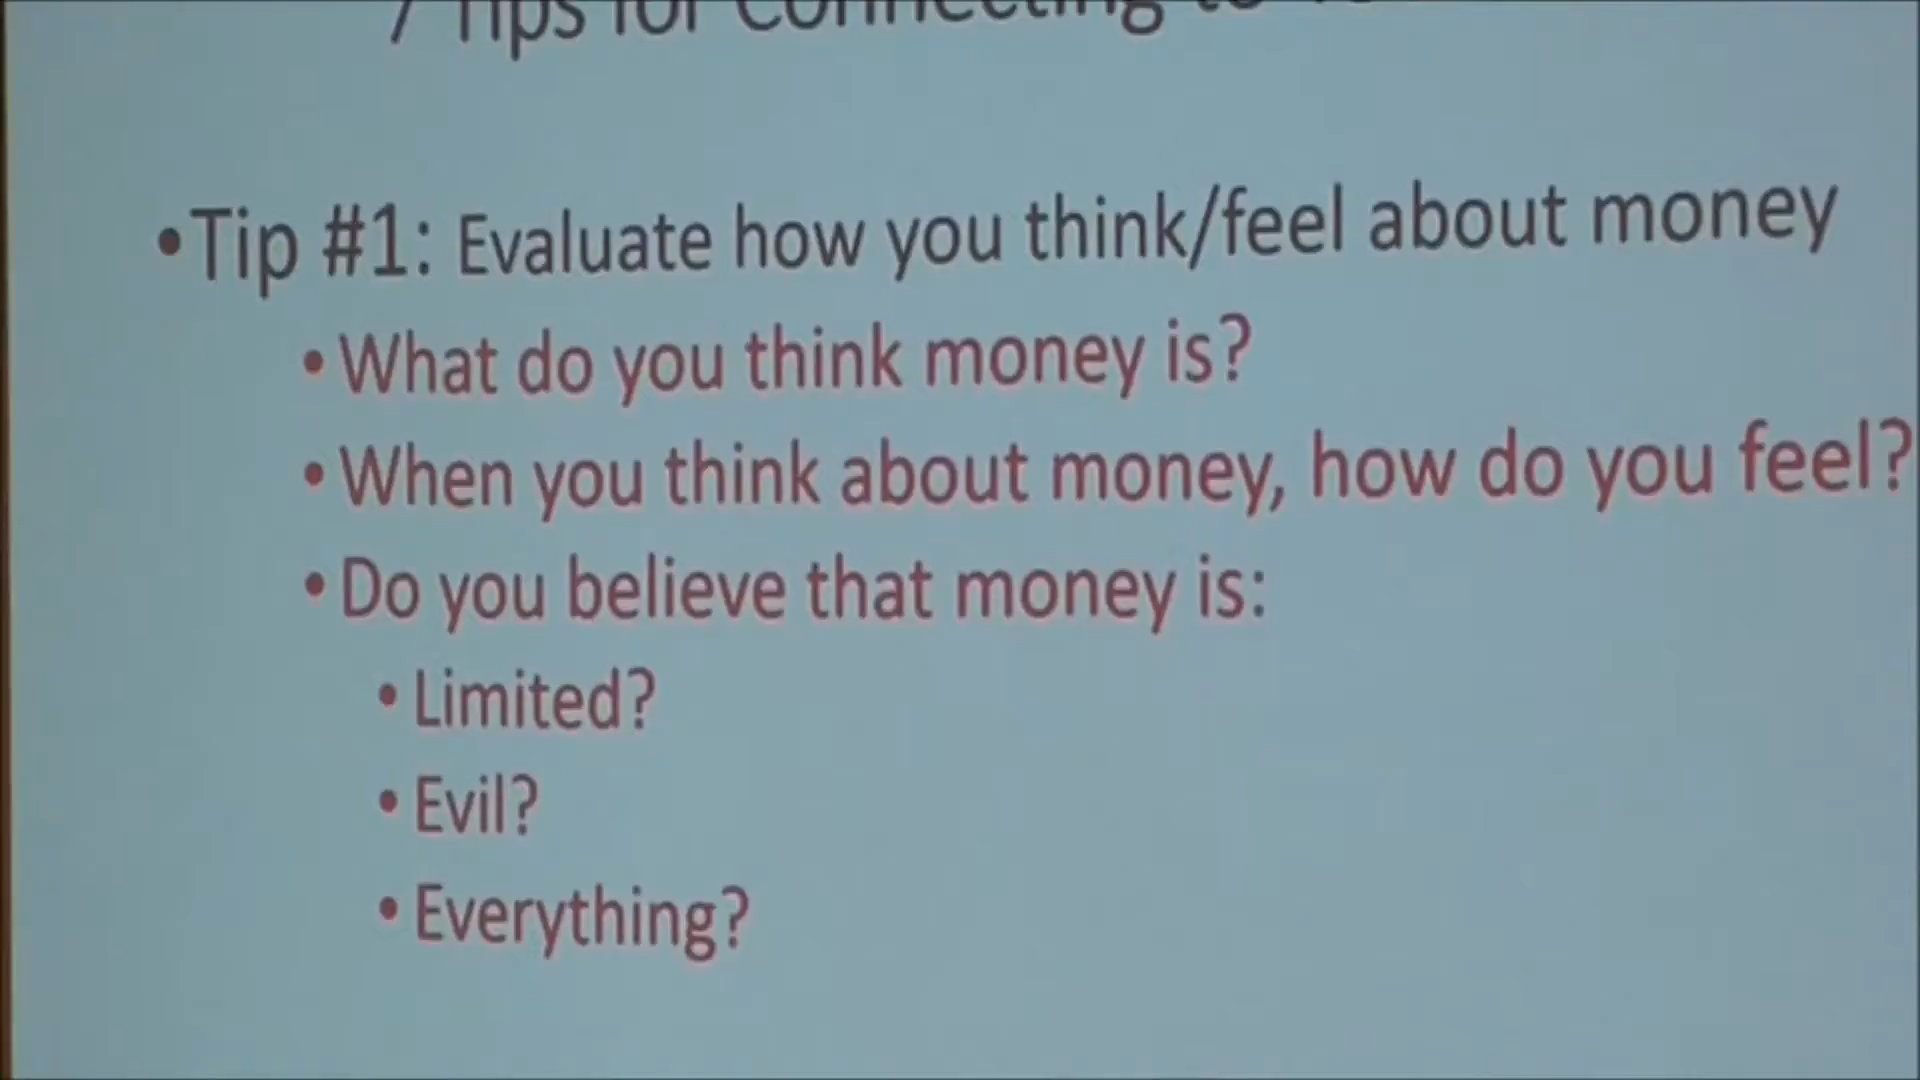 7 Tips for Connecting to
•Tip #1: Evaluate how you think/feel about money
• What do you think money is?
• When you think about money, how do you feel?
• Do you believe that money is:
• Limited?
• Evil?
• Everything?